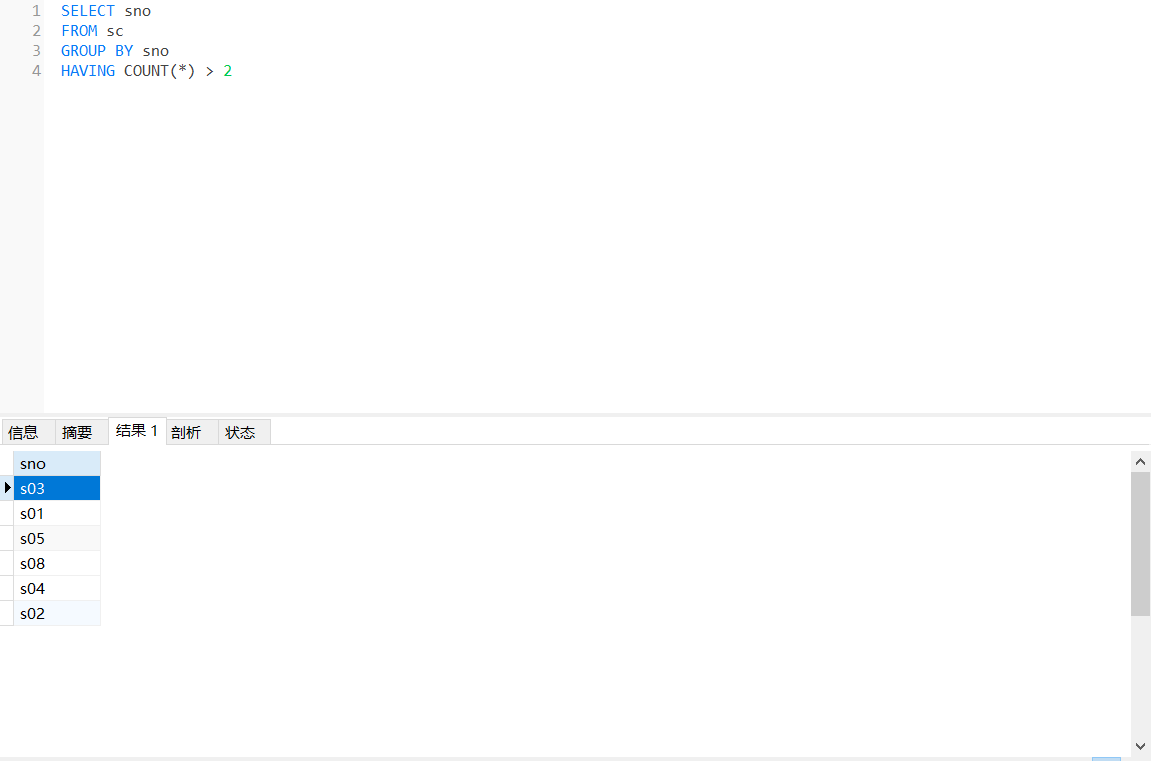 1 SELECT sno
2 FROM sc
3 GROUP BY sno
4 HAVING COUNT(*) > 2
信息 摘要 结果 1 剖析 状态
sno
s03
s01
s05
s08
s04
s02